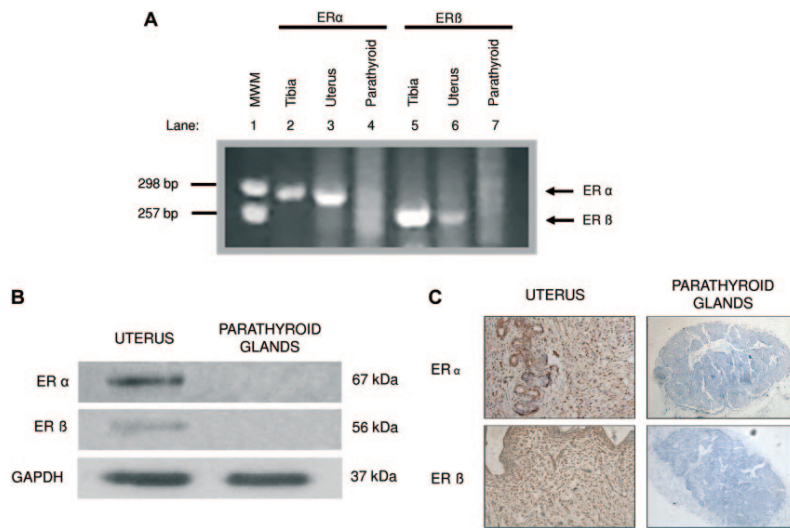 A
ERα
ERß
MWM
Tibia
Uterus
Parathyroid
Tibia
Uterus
Parathyroid
Lane: 1 2 3 4 5 6 7
298 bp
ER α
257 bp
ER ß
B
UTERUS
PARATHYROID
GLANDS
ER α
67 kDa
ER ß
56 kDa
GAPDH
37 kDa
C
UTERUS
PARATHYROID
GLANDS
ER α
ER ß